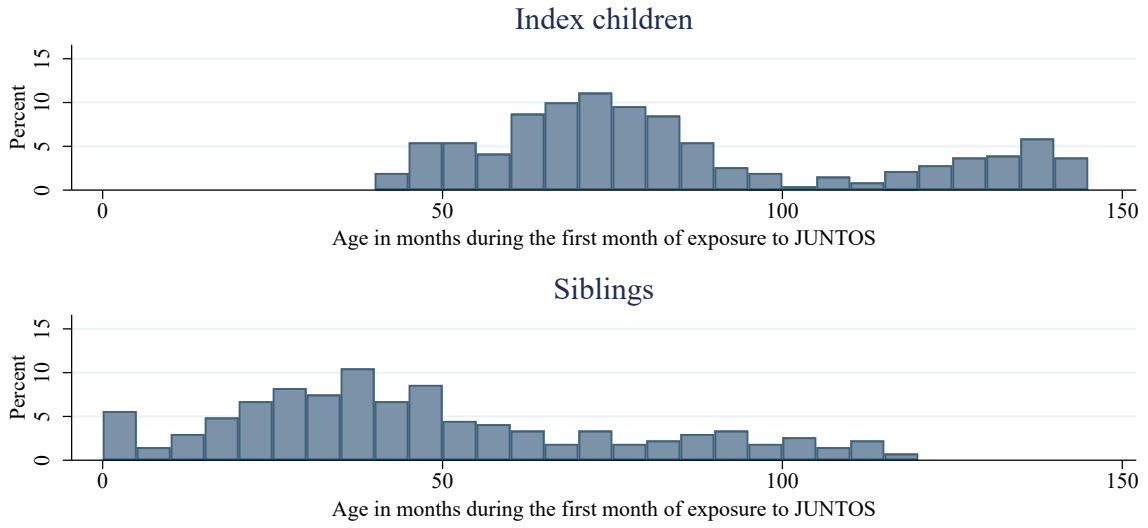 Index children
Percent
15
10
5
0
0 50 100 150
Age in months during the first month of exposure to JUNTOS
Siblings
Percent
15
10
5
0
0 50 100 150
Age in months during the first month of exposure to JUNTOS